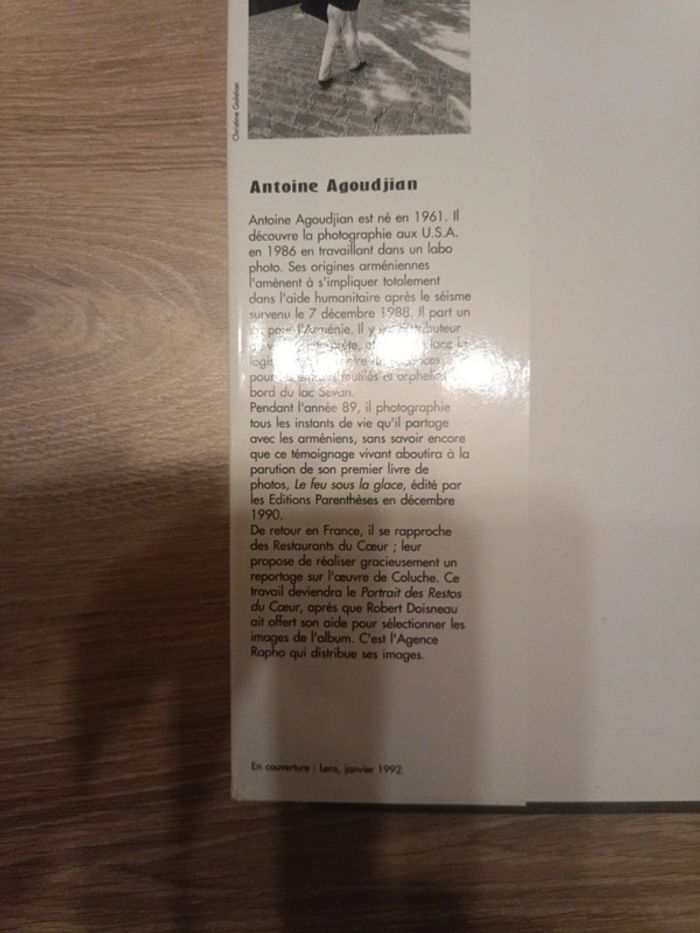 Christine Galstian
Antoine Agoudjian
Antoine Agoudjian est né en 1961. Il
découvre la photographie aux U.S.A.
en 1986 en travaillant dans un labo
photo. Ses origines arméniennes
l'amènent à s'impliquer totalement
dans l'aide humanitaire après le séisme
survenu le 7 décembre 1988. Il part un
pour l'Arménie. Il y
pour mutilés et orphelins
bord du lac Sevan.
Pendant l'année 89, il photographie
tous les instants de vie qu'il partage
avec les arméniens, sans savoir encore
que ce témoignage vivant aboutira à la
parution de son premier livre de
photos, Le feu sous la glace, édité par
les Editions Parenthèses en décembre
1990.
De retour en France, il se rapproche
des Restaurants du Cœur ; leur
propose de réaliser gracieusement un
reportage sur l'œuvre de Coluche. Ce
travail deviendra le Portrait des Restos
du Cœur, après que Robert Doisneau
ait offert son aide pour sélectionner les
images de l'album. C'est l'Agence
Rapho qui distribue ses images.
En couverture : Lens, janvier 1992.